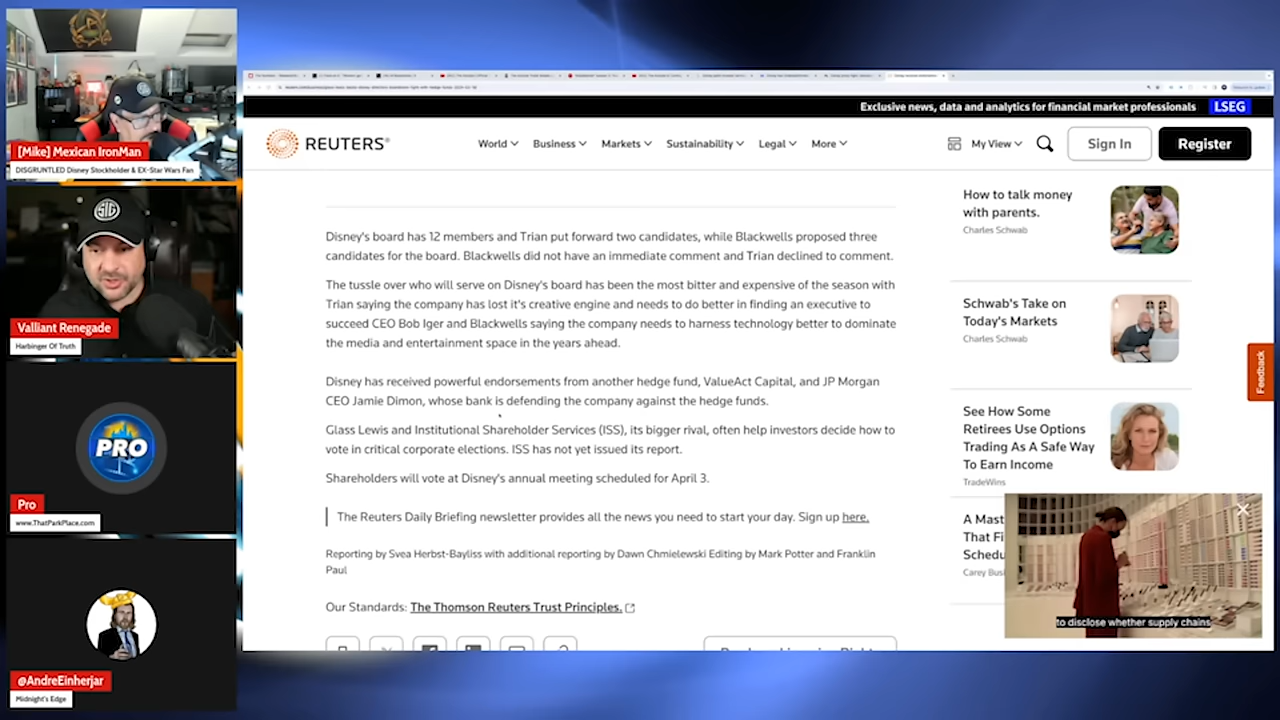 [Mike] Mexican IronMan
DISGRUNTLED Disney Stockholder & EX-Star Wars Fan
SIG
Valliant Renegade
Harbinger Of Truth
PRO
Pro
www.ThatParkPlace.com
@AndreEinherjar
Midnight's Edge
Exclusive news, data and analytics for financial market professionals LSEG
REUTERS®
World Business Markets Sustainability Legal More
My View Sign In Register
Disney's board has 12 members and Trian put forward two candidates, while Blackwells proposed three
candidates for the board. Blackwells did not have an immediate comment and Trian declined to comment.
The tussle over who will serve on Disney's board has been the most bitter and expensive of the season with
Trian saying the company has lost it's creative engine and needs to do better in finding an executive to
succeed CEO Bob Iger and Blackwells saying the company needs to harness technology better to dominate
the media and entertainment space in the years ahead.
Disney has received powerful endorsements from another hedge fund, ValueAct Capital, and JP Morgan
CEO Jamie Dimon, whose bank is defending the company against the hedge funds.
Glass Lewis and Institutional Shareholder Services (ISS), its bigger rival, often help investors decide how to
vote in critical corporate elections. ISS has not yet issued its report.
Shareholders will vote at Disney's annual meeting scheduled for April 3.
The Reuters Daily Briefing newsletter provides all the news you need to start your day. Sign up here.
Reporting by Svea Herbst-Bayliss with additional reporting by Dawn Chmielewski Editing by Mark Potter and Franklin
Paul
Our Standards: The Thomson Reuters Trust Principles.
How to talk money
with parents.
Charles Schwab
Schwab's Take on
Today's Markets
Charles Schwab
See How Some
Retirees Use Options
Trading As A Safe Way
To Earn Income
TradeWins
A Mast
That Fi
Schedu
Carey Busi
to disclose whether supply chains
Feedback